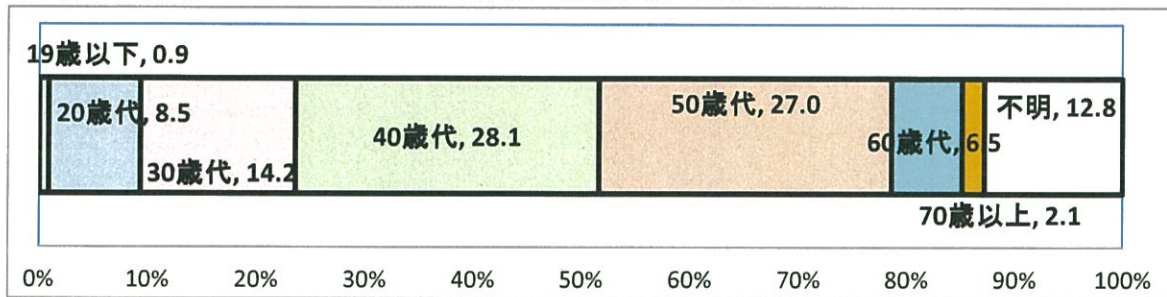 19歳以下, 0.9
20歳代, 8.5
30歳代, 14.2
40歳代, 28.1
50歳代, 27.0
60歳代, 6.5
70歳以上, 2.1
不明, 12.8
0% 10% 20% 30% 40% 50% 60% 70% 80% 90% 100%